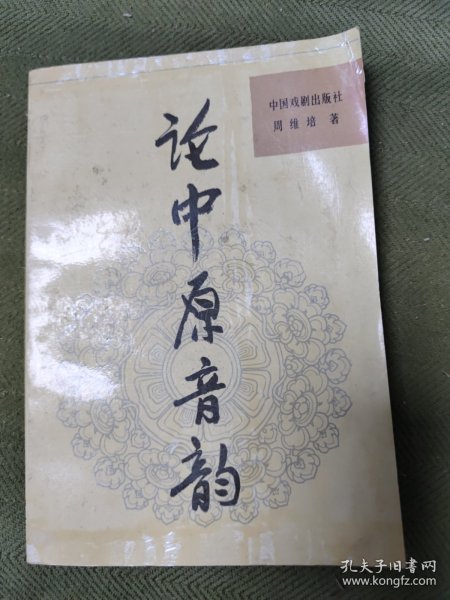 中国戏剧出版社
周维培 著
论中原音韵
孔夫子旧书网
www.kongfz.com